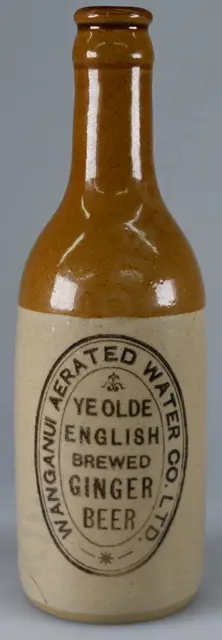 WANGANUI AERATED WATER CO. LTD.
YE OLDE
ENGLISH
BREWED
GINGER
BEER